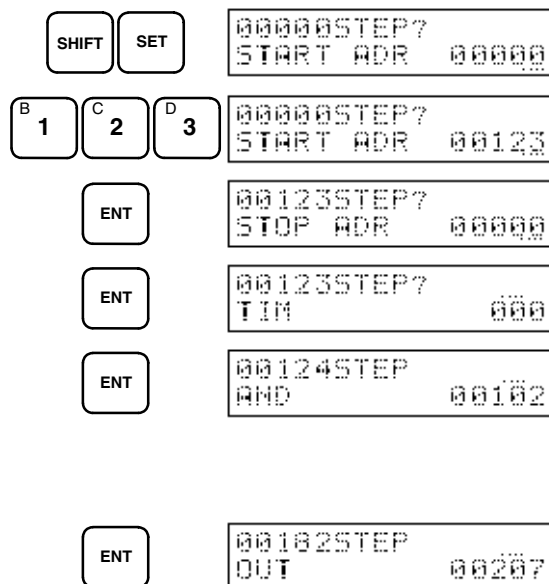 SHIFT SET
00000STEP?
START ADR 00000
B 1 C 2 D 3
00000STEP?
START ADR 00123
ENT
00123STEP?
STOP ADR 00000
ENT
00123STEP?
TIM 000
ENT
00124STEP
AND 00102
ENT
00182STEP
OUT 00207